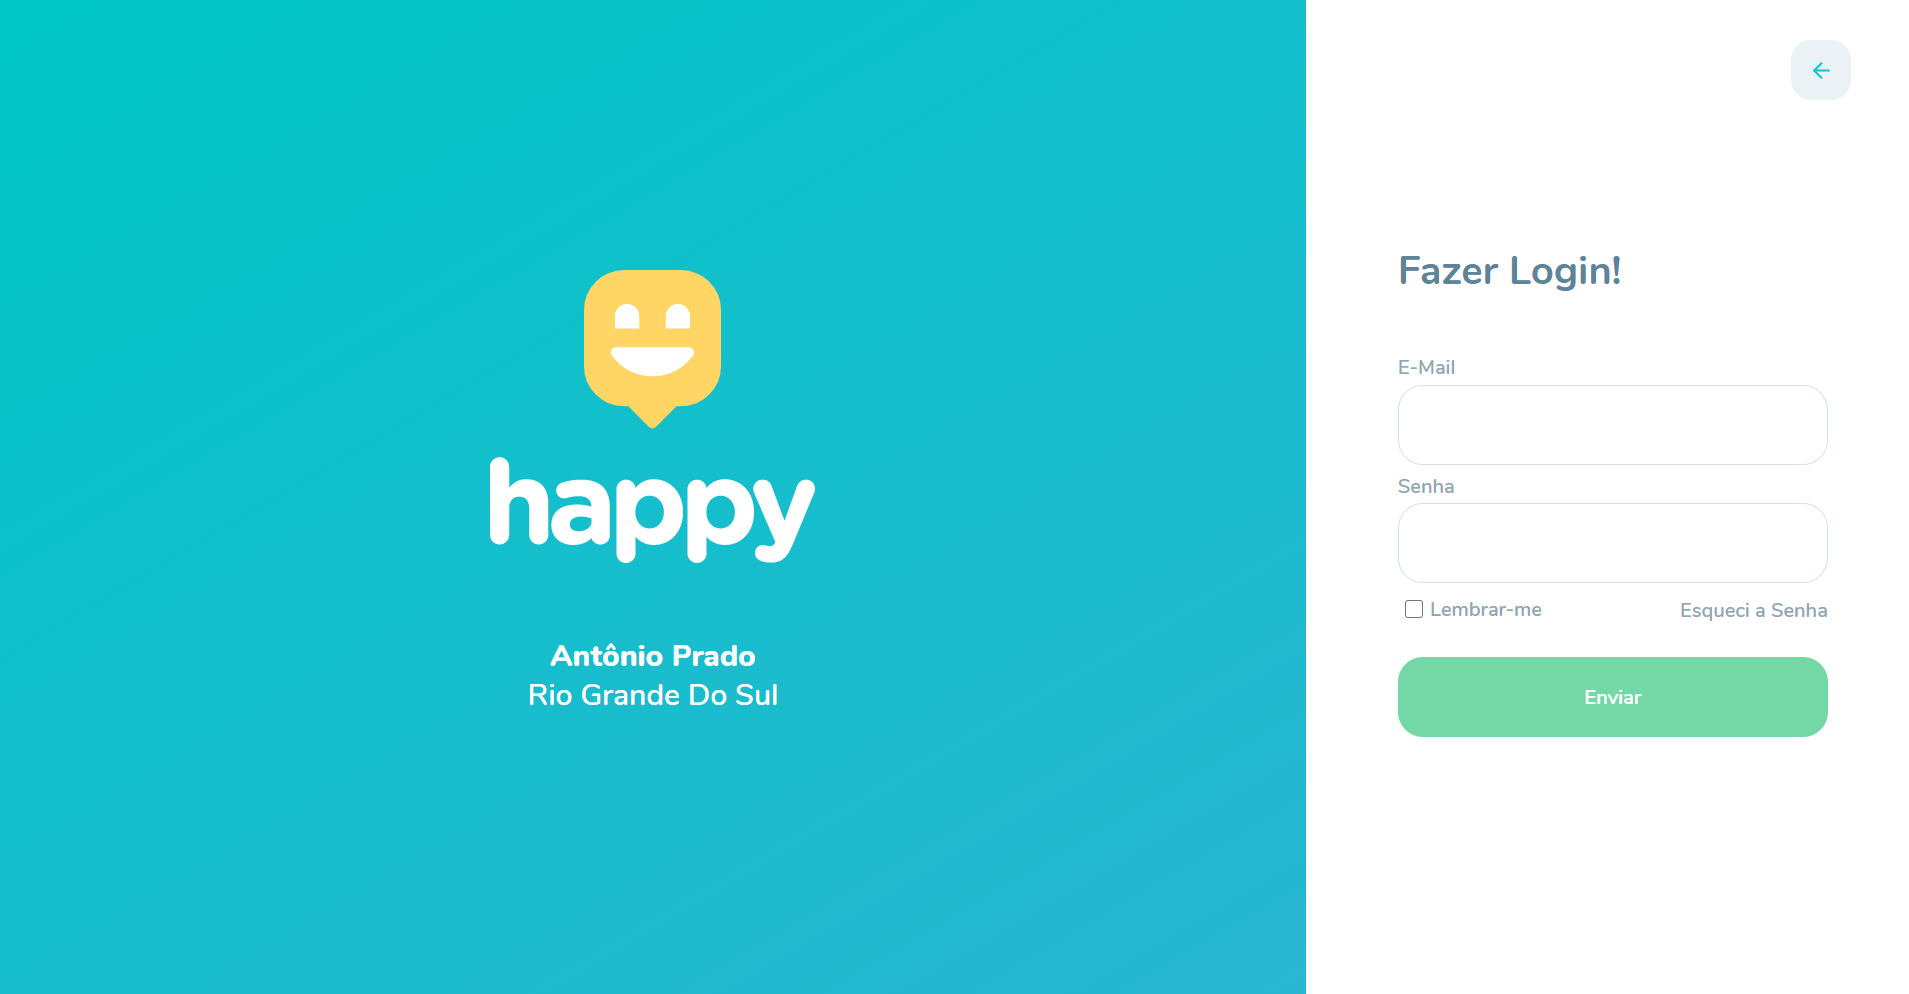 happy
Antônio Prado
Rio Grande Do Sul
Fazer Login!
E-Mail
Senha
Lembrar-me
Esqueci a Senha
Enviar